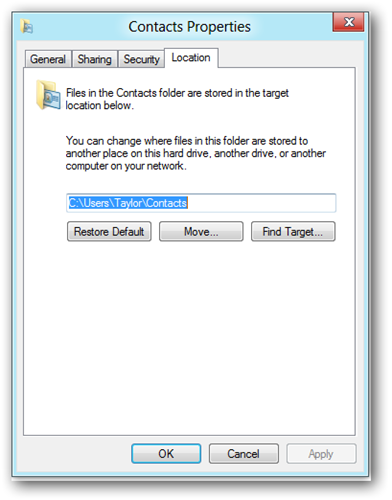 Contacts Properties
General Sharing Security Location
Files in the Contacts folder are stored in the target
location below.
You can change where files in this folder are stored to
another place on this hard drive, another drive, or another
computer on your network.
C:\Users\Taylor\Contacts
Restore Default Move... Find Target...
OK Cancel Apply